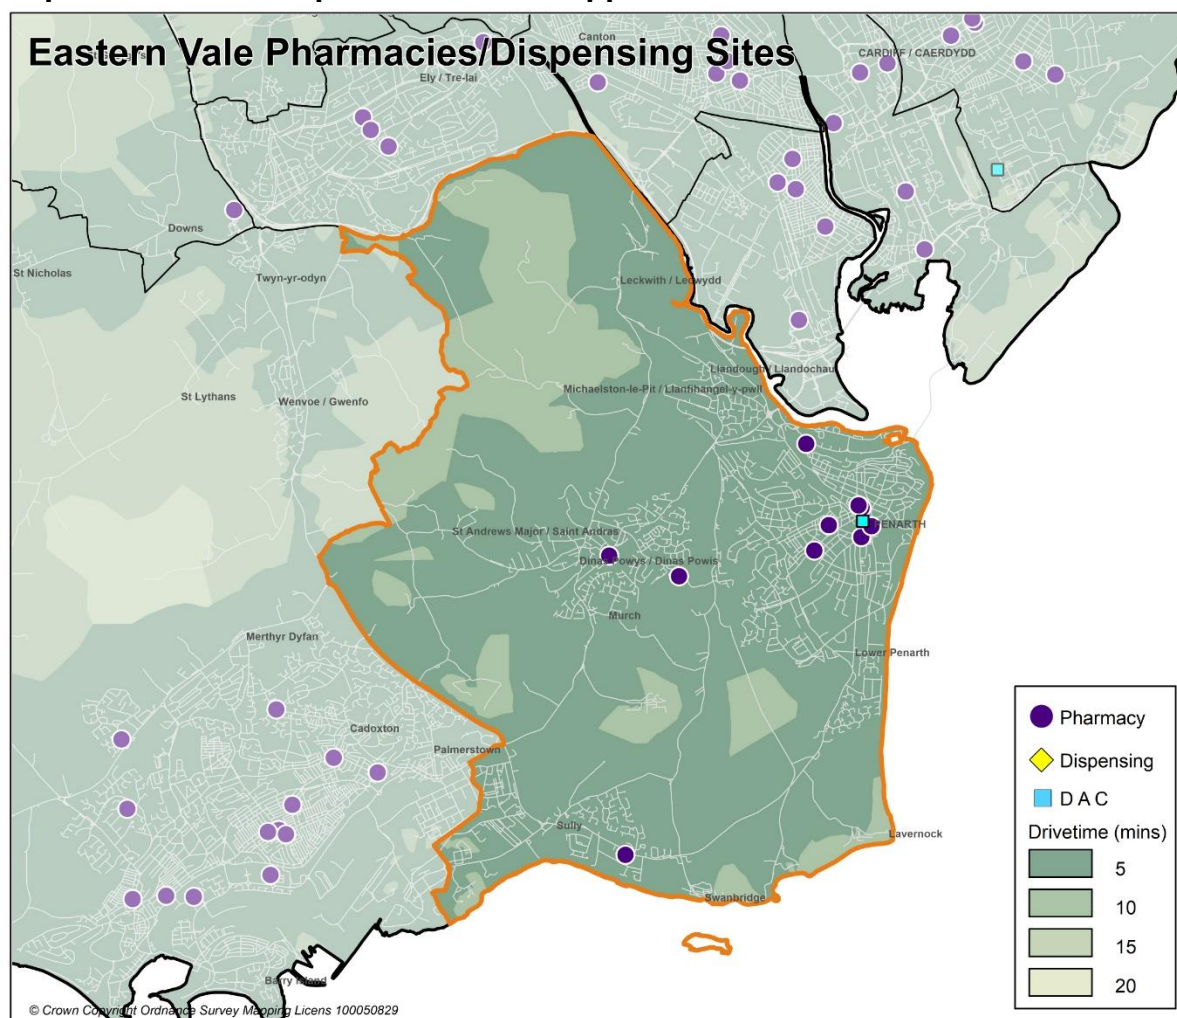 Eastern Vale Pharmacies/Dispensing Sites
Canton
CARDIFF / CAERDYDD
Ely / Tre-lai
Downs
St Nicholas
Twyn-yr-odyn
Leckwith / Lecwydd
Llandough / Llandochau
Michaelston-le-Pit / Llanfihangel-y-pwll
St Lythans
Wenvoe / Gwenfo
St Andrews Major / Saint Andras
PENARTH
Dinas Powys / Dinas Powis
Murch
Merthyr Dyfan
Lower Penarth
Cadoxton
Palmerstown
Sully
Lavernock
Swanbridge
Barry Island
Pharmacy
Dispensing
D A C
Drivetime (mins)
5
10
15
20
© Crown Copyright Ordnance Survey Mapping Licens 100050829